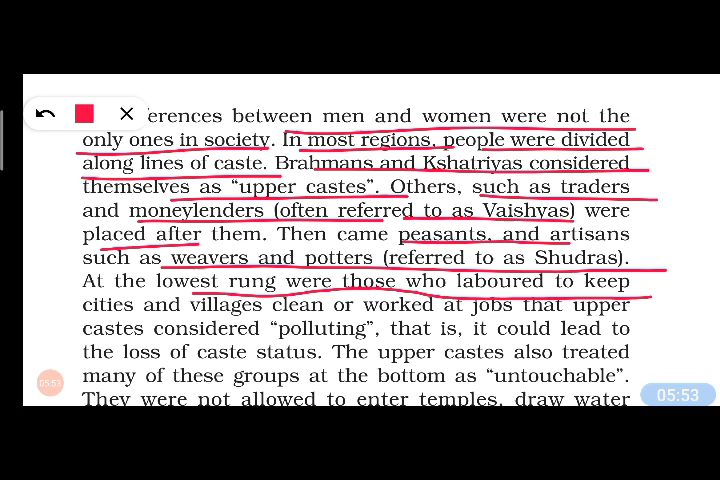 erences between men and women were not the
only ones in society. In most regions, people were divided
along lines of caste. Brahmans and Kshatriyas considered
themselves as “upper castes”. Others, such as traders
and moneylenders (often referred to as Vaishyas) were
placed after them. Then came peasants, and artisans
such as weavers and potters (referred to as Shudras).
At the lowest rung were those who laboured to keep
cities and villages clean or worked at jobs that upper
castes considered “polluting”, that is, it could lead to
the loss of caste status. The upper castes also treated
many of these groups at the bottom as “untouchable”.
They were not allowed to enter temples, draw water
05:53
05:53